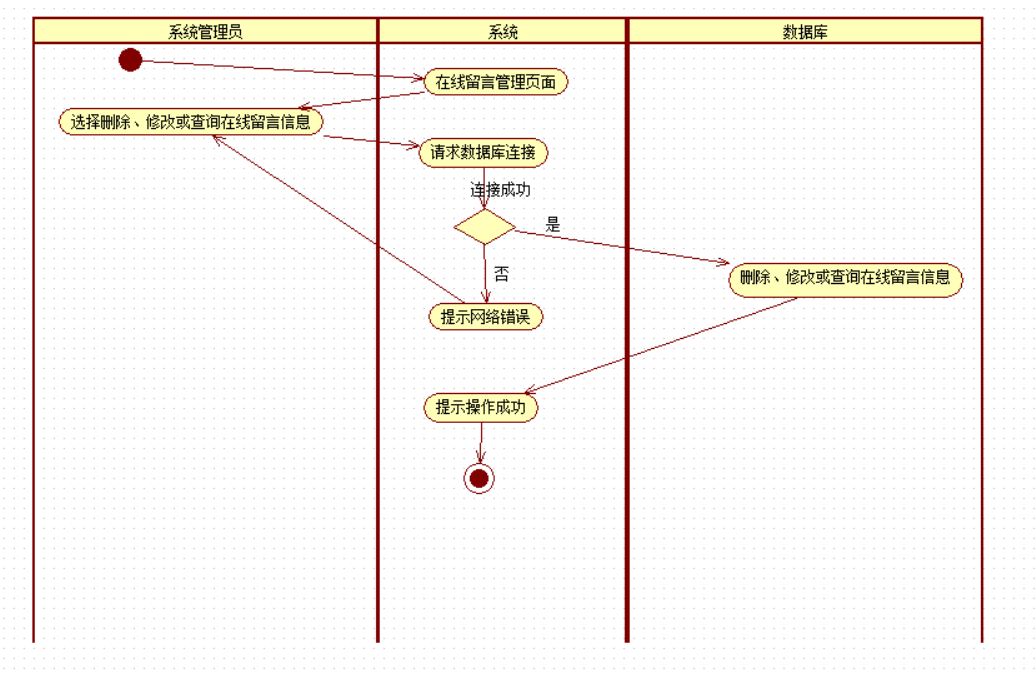 系统管理员
系统
数据库
在线留言管理页面
选择删除、修改或查询在线留言信息
请求数据库连接
连接成功
是
否
删除、修改或查询在线留言信息
提示网络错误
提示操作成功